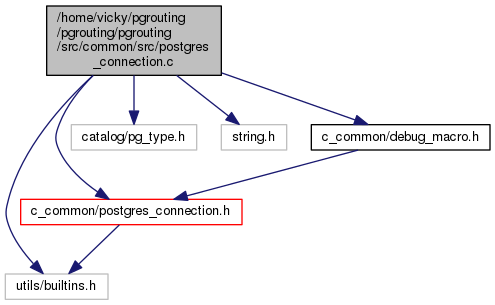 /home/vicky/pgrouting
/pgrouting/pgrouting
/src/common/src/postgres
_connection.c
catalog/pg_type.h
string.h
c_common/debug_macro.h
c_common/postgres_connection.h
utils/builtins.h